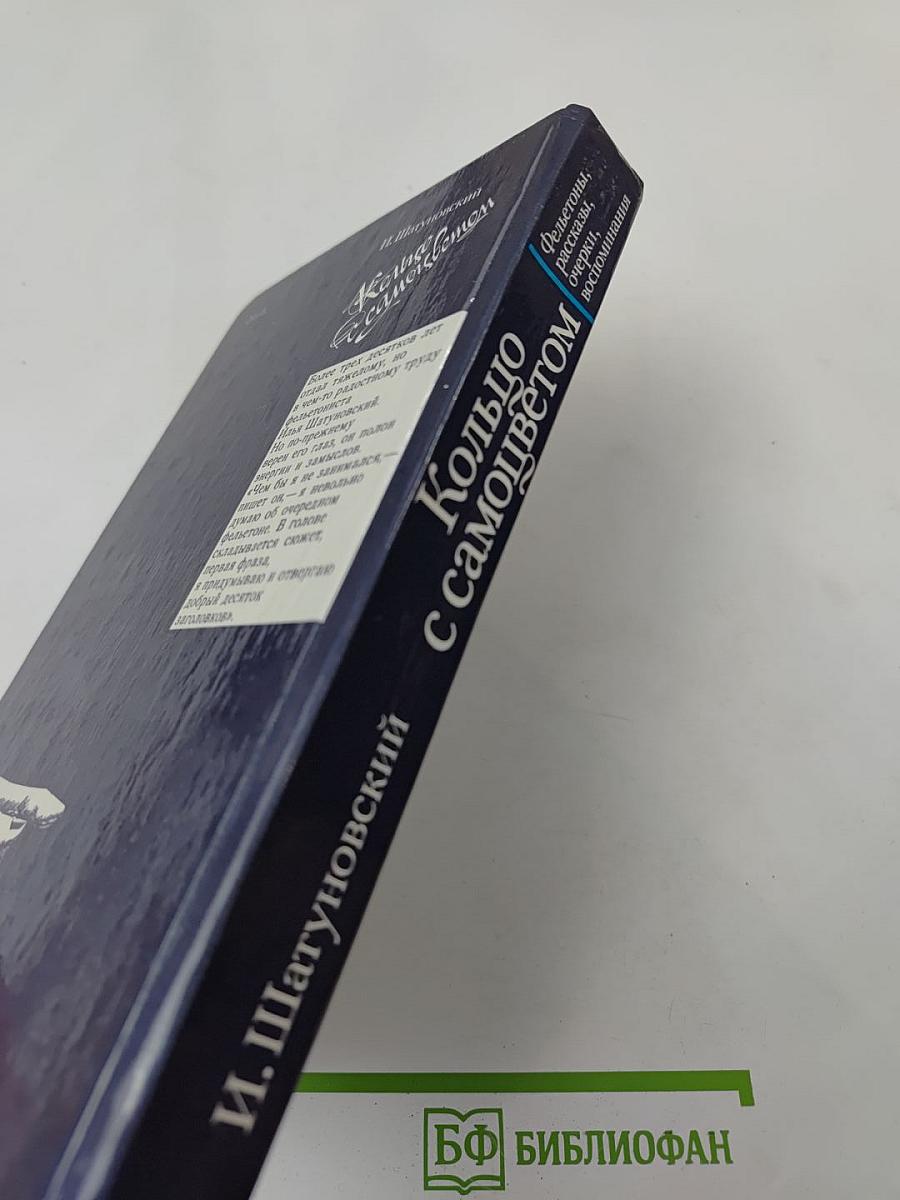 И. Шатуновский
Кольцо
с самоцветом
Более трех десятков лет
отдал тяжелому, но
в чем-то радостному труду
фельетониста
Илья Шатуновский.
Но по-прежнему
верен его глаз, он полон
энергии и замыслов.
«Чем бы я не занимался,—
пишет он,— я невольно
думаю об очередном
фельетоне. В голове
складывается сюжет,
первая фраза,
я придумываю и отвергаю
добрый десяток
заголовков».
И. Шатуновский
Кольцо
с самоцветом
Фельетоны,
рассказы,
очерки,
воспоминания
БФ БИБЛИОФАН